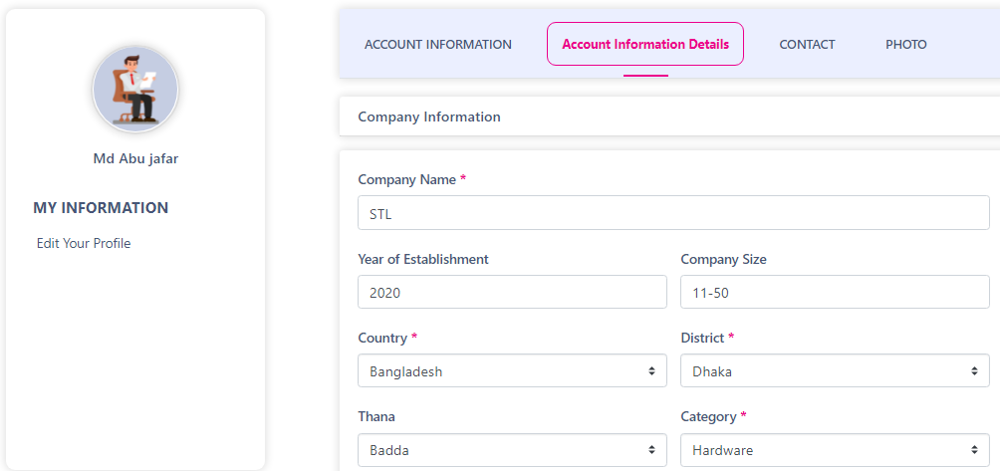 Md Abu jafar
MY INFORMATION
Edit Your Profile
ACCOUNT INFORMATION
Account Information Details
CONTACT
PHOTO
Company Information
Company Name *
STL
Year of Establishment
Company Size
2020
11-50
Country *
District *
Bangladesh
Dhaka
Thana
Category *
Badda
Hardware